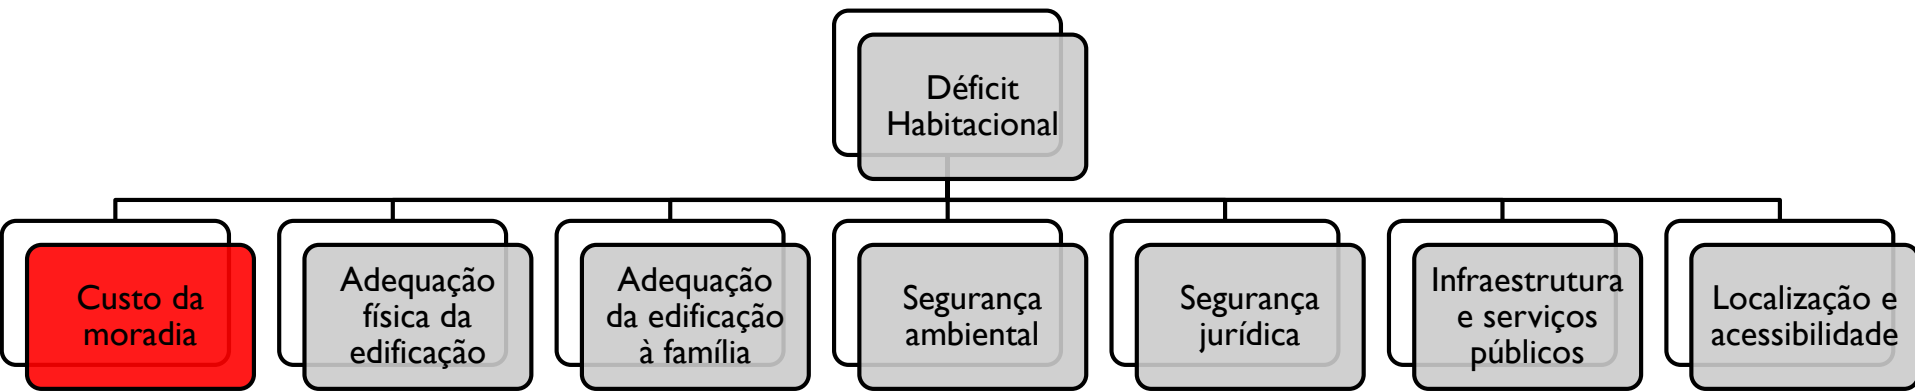 Déficit
Habitacional
Custo da
moradia
Adequação
física da
edificação
Adequação
da edificação
à família
Segurança
ambiental
Segurança
jurídica
Infraestrutura
e serviços
públicos
Localização e
acessibilidade